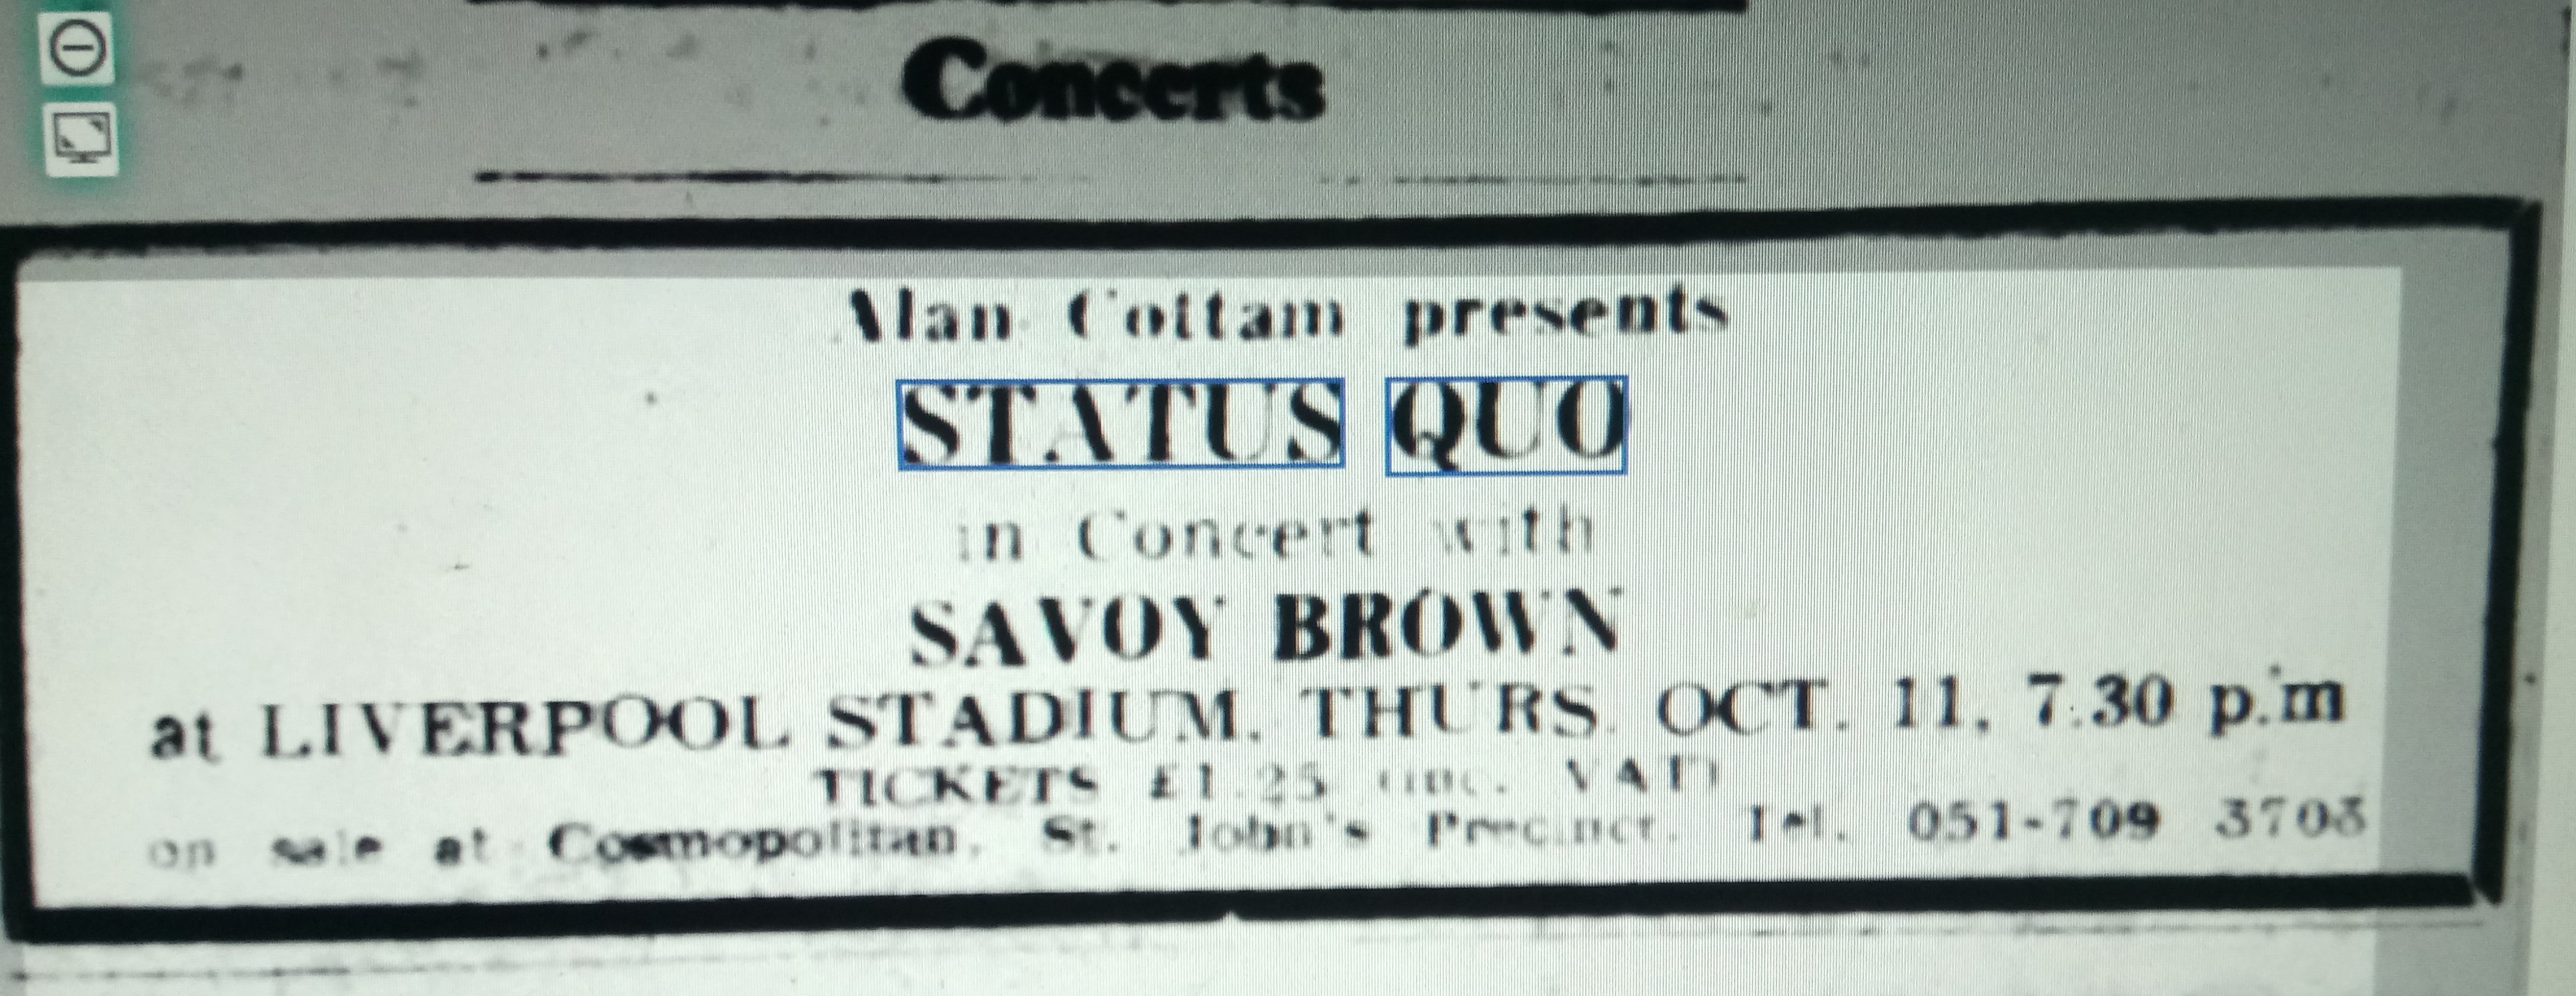 Concerts
Alan Cottam presents
STATUS QUO
in Concert with
SAVOY BROWN
at LIVERPOOL STADIUM, THURS. OCT. 11, 7.30 p.m
TICKETS £1.25 (inc. VAT)
on sale at Cosmopolitan, St. John's Precinct. Tel. 051-709 3703